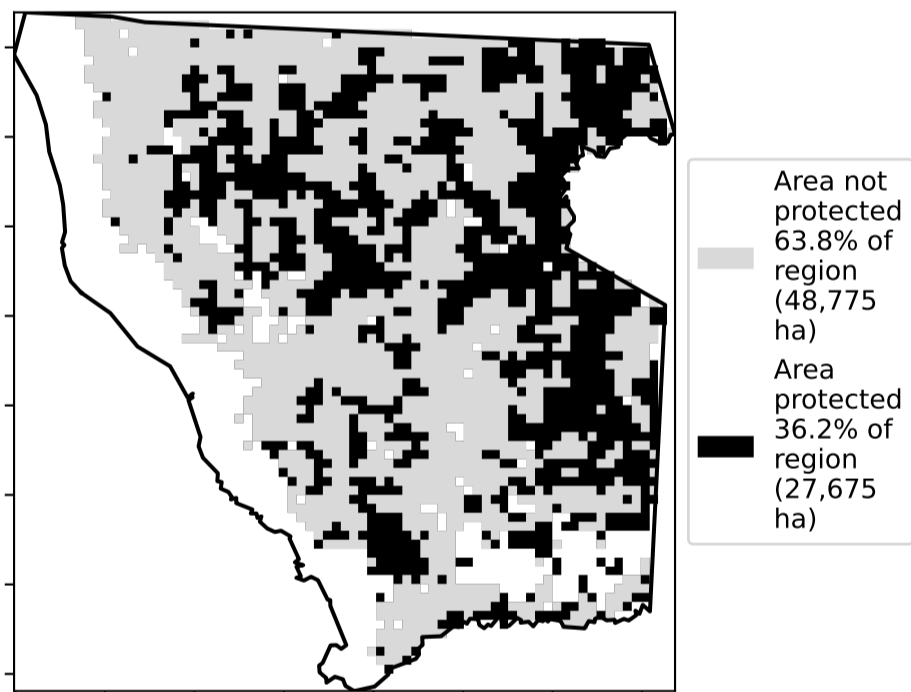 Area not
protected
63.8% of
region
(48,775
ha)
Area
protected
36.2% of
region
(27,675
ha)